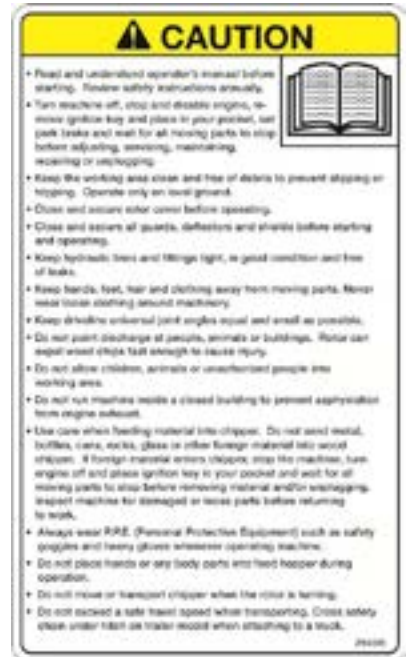 CAUTION
• Read and understand operator's manual before
starting. Review safety instructions annually.
• Turn machine off, stop and disable engine, re-
move ignition key and place in your pocket, set
park brake and wait for all moving parts to stop
before adjusting, servicing, maintaining,
repairing or unplugging.
• Keep the working area clean and free of debris to prevent slipping or
tripping. Operate only on level ground.
• Close and secure rotor cover before operating.
• Close and secure all guards, deflectors and shields before starting
and operating.
• Keep hydraulic lines and fittings tight, in good condition and free
of leaks.
• Keep hands, feet, hair and clothing away from moving parts. Never
wear loose clothing around machinery.
• Keep driveline universal joint angles equal and small as possible.
• Do not point discharge at people, animals or buildings. Rotor can
expel wood chips fast enough to cause injury.
• Do not allow children, animals or unauthorized people into
working area.
• Do not run machine inside a closed building to prevent asphyxiation
from engine exhaust.
• Use care when feeding material into chipper. Do not send metal,
bottles, cans, rocks, glass or other foreign material into wood
chipper. If foreign material enters chipper, stop the machine, turn
engine off and place ignition key in your pocket and wait for all
moving parts to stop before removing material and/or unplugging.
Inspect machine for damaged or loose parts before returning
to work.
• Always wear P.P.E. (Personal Protective Equipment) such as safety
goggles and heavy gloves whenever operating machine.
• Do not place hands or any body parts into feed hopper during
operation.
• Do not move or transport chipper when the rotor is turning.
• Do not exceed a safe travel speed when transporting. Cross safety
chain under hitch on trailer model when attaching to a truck.